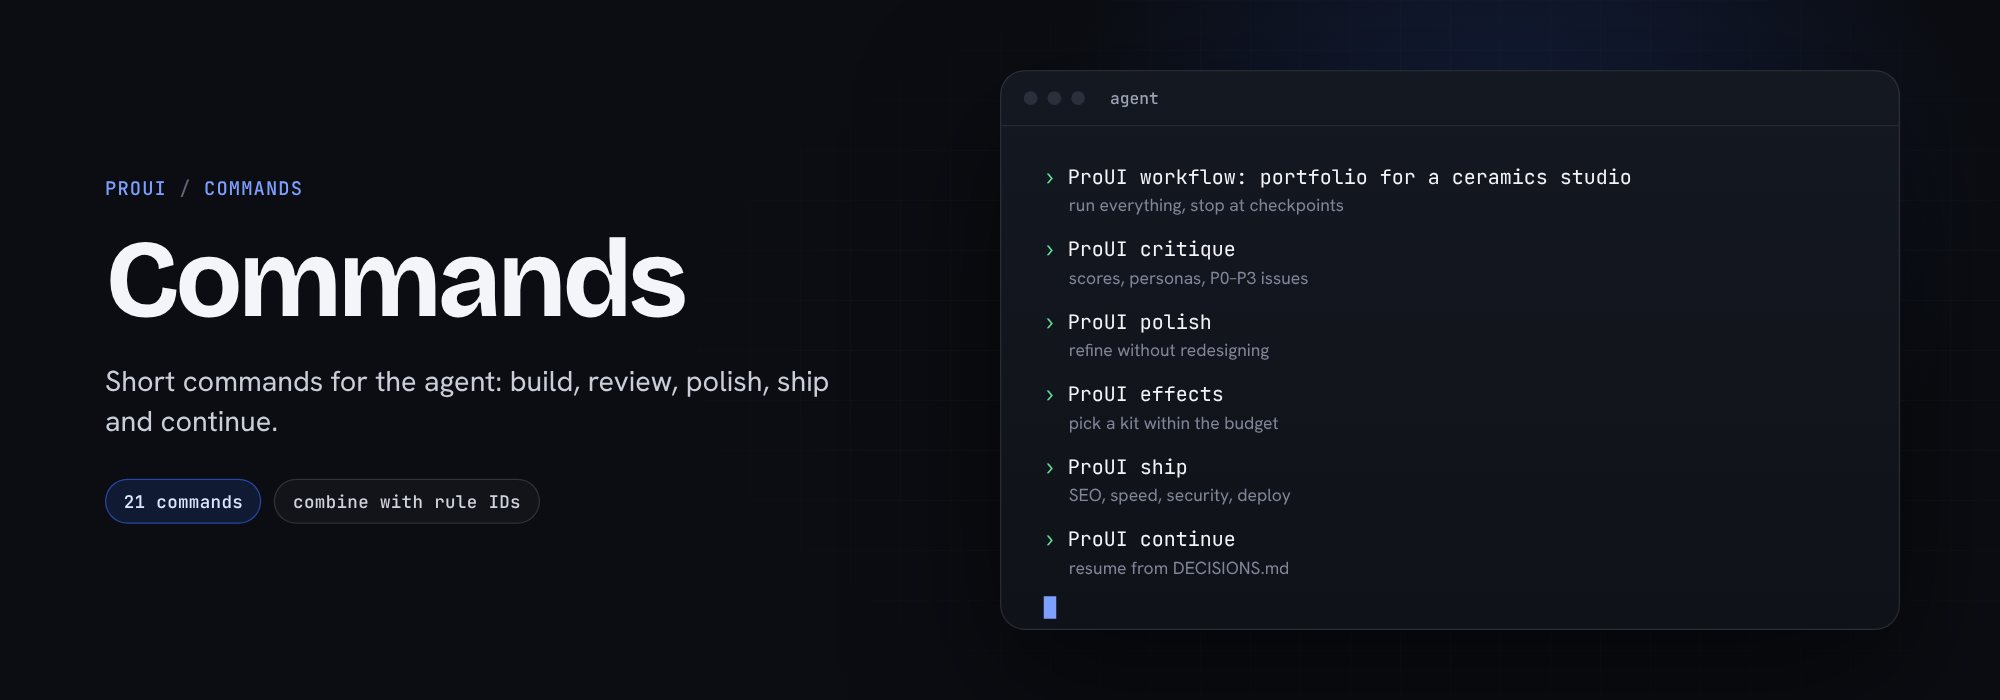 PROUI / COMMANDS
Commands
Short commands for the agent: build, review, polish, ship
and continue.
21 commands
combine with rule IDs
agent
› ProUI workflow: portfolio for a ceramics studio
run everything, stop at checkpoints
› ProUI critique
scores, personas, P0–P3 issues
› ProUI polish
refine without redesigning
› ProUI effects
pick a kit within the budget
› ProUI ship
SEO, speed, security, deploy
› ProUI continue
resume from DECISIONS.md